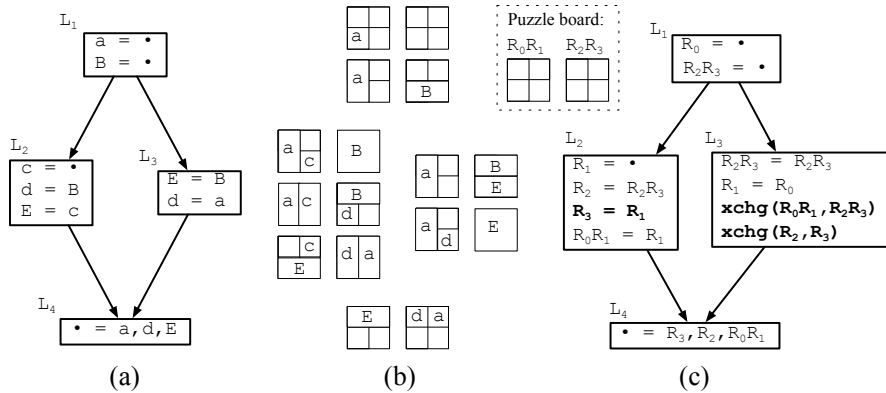 L₁
a = •
B = •
L₂
c = •
d = B
E = c
L₃
E = B
d = a
L₄
• = a,d,E
(a)
a
a
B
a
c
B
a
c
B
d
c
E
d
a
B
a
E
a
d
E
E
d
a
(b)
Puzzle board:
R₀R₁ R₂R₃
L₁
R₀ = •
R₂R₃ = •
L₂
R₁ = •
R₂ = R₂R₃
R₃ = R₁
R₀R₁ = R₁
L₃
R₂R₃ = R₂R₃
R₁ = R₀
xchg(R₀R₁,R₂R₃)
xchg(R₂,R₃)
L₄
• = R₃,R₂,R₀R₁
(c)